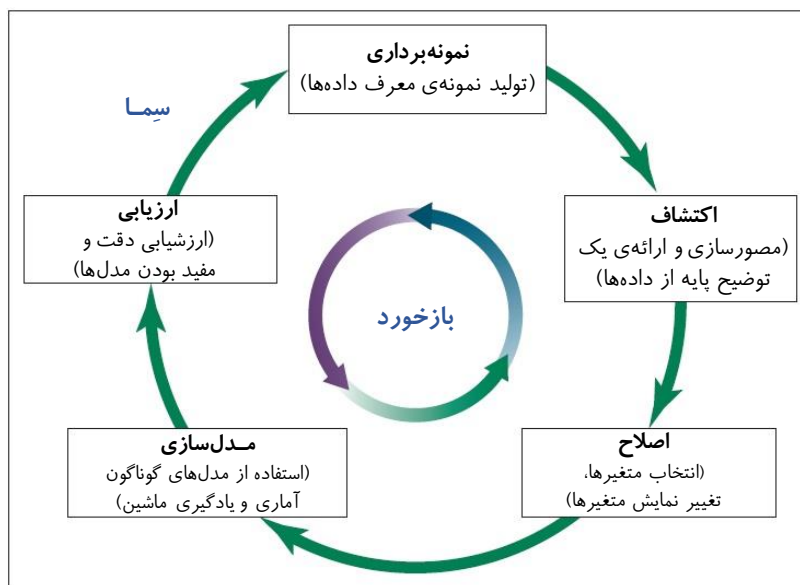 نمونه‌برداری
(تولید نمونه‌ی معرف داده‌ها)
سِمـا
اکتشاف
(مصورسازی و ارائه‌ی یک
توضیح پایه از داده‌ها)
ارزیابی
(ارزشیابی دقت و
مفید بودن مدل‌ها)
بازخورد
اصلاح
(انتخاب متغیرها،
تغییر نمایش متغیرها)
مـدل‌سازی
(استفاده از مدل‌های گوناگون
آماری و یادگیری ماشین)